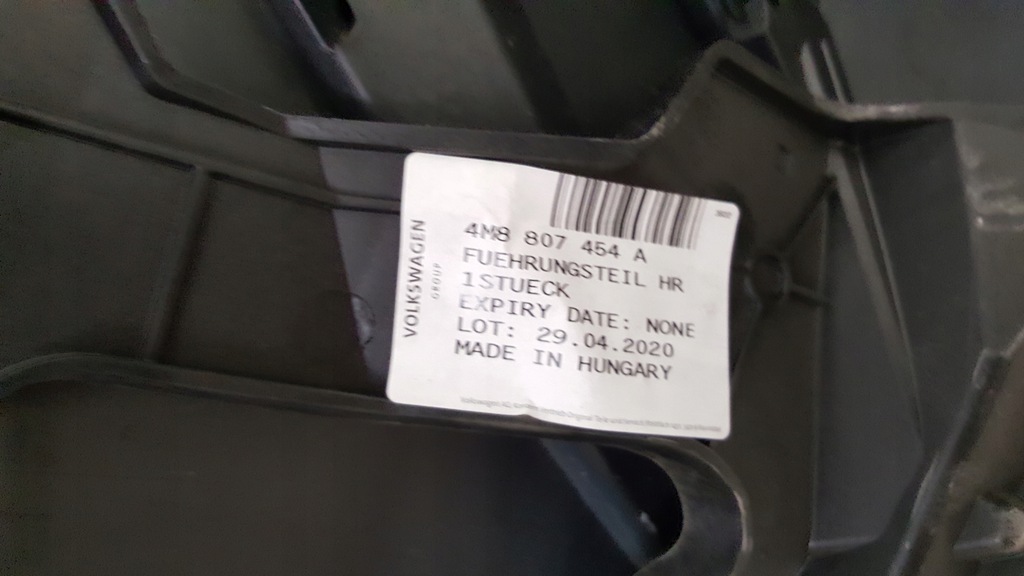 4M8 807 454 A
FUEHRUNGSTEIL HR
1STUECK
EXPIRY DATE: NONE
LOT: 29.04.2020
MADE IN HUNGARY
VOLKSWAGEN
GROUP